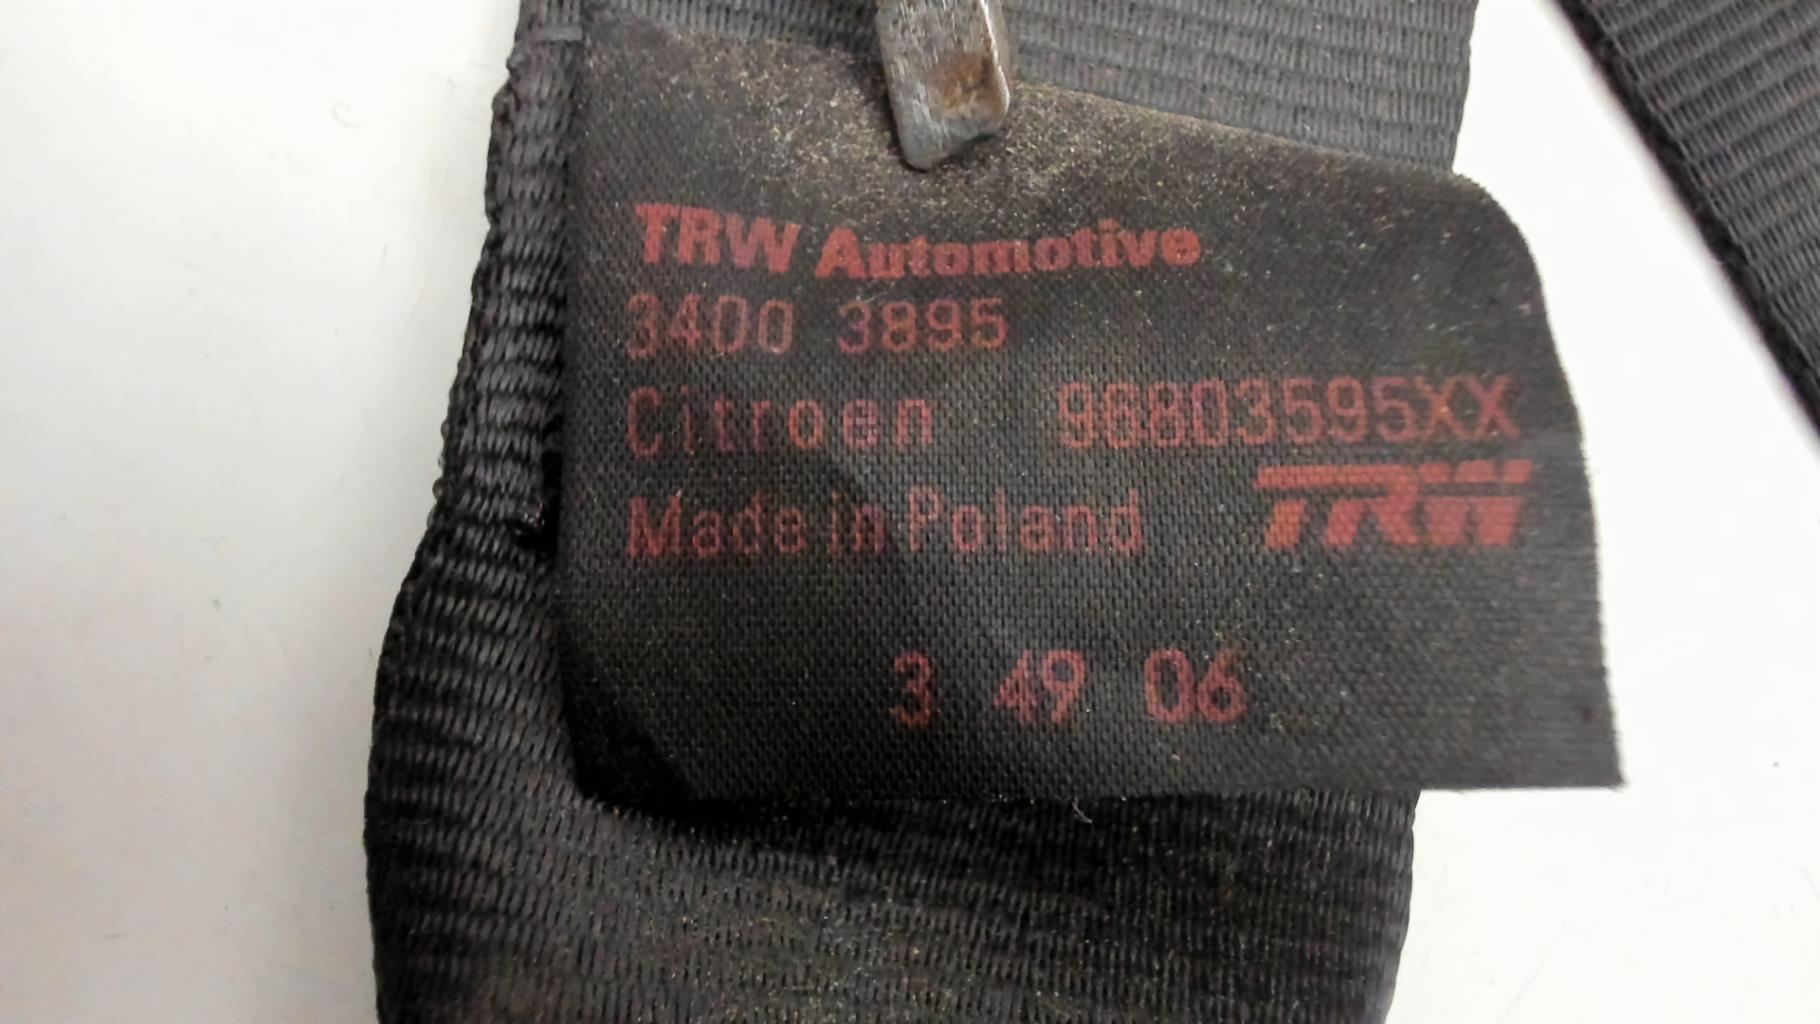 TRW Automotive
3400 3895
Citroen 96803595XX
Made in Poland TRW
3 49 06